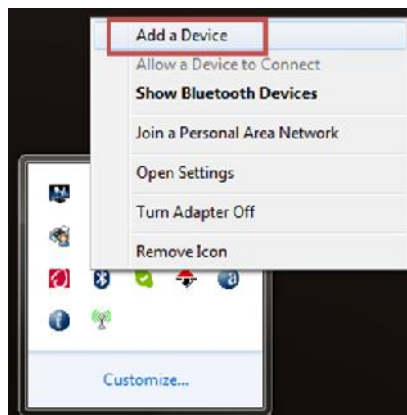 Add a Device
Allow a Device to Connect
Show Bluetooth Devices
Join a Personal Area Network
Open Settings
Turn Adapter Off
Remove Icon
Customize...